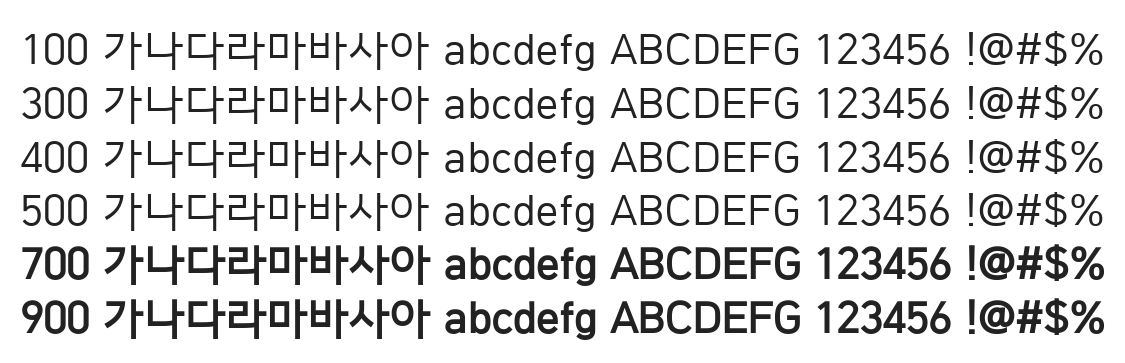 100 가나다라마바사아 abcdefg ABCDEFG 123456 !@#$%
300 가나다라마바사아 abcdefg ABCDEFG 123456 !@#$%
400 가나다라마바사아 abcdefg ABCDEFG 123456 !@#$%
500 가나다라마바사아 abcdefg ABCDEFG 123456 !@#$%
700 가나다라마바사아 abcdefg ABCDEFG 123456 !@#$%
900 가나다라마바사아 abcdefg ABCDEFG 123456 !@#$%